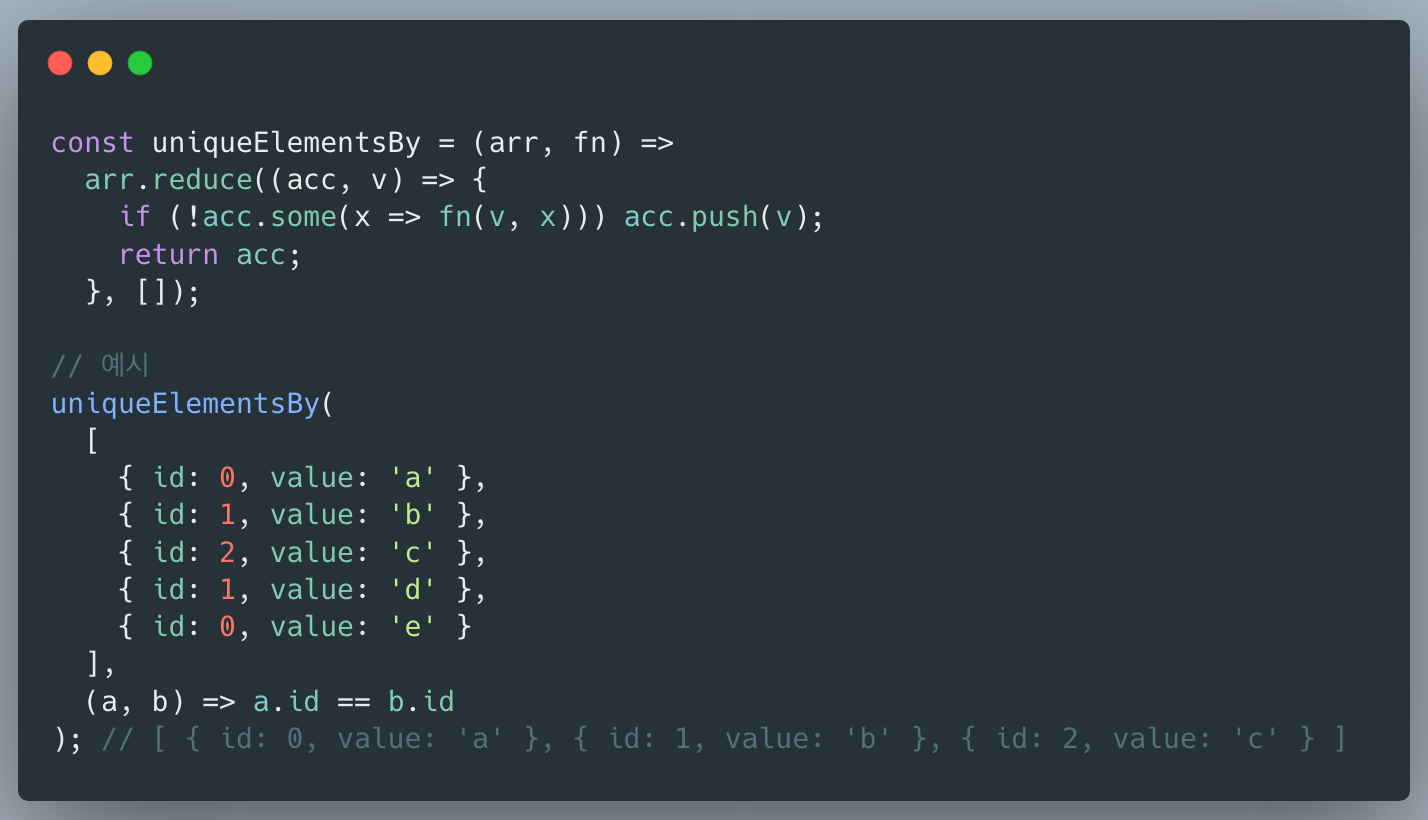 const uniqueElementsBy = (arr, fn) =>
  arr.reduce((acc, v) => {
    if (!acc.some(x => fn(v, x))) acc.push(v);
    return acc;
  }, []);

// 예시
uniqueElementsBy(
  [
    { id: 0, value: 'a' },
    { id: 1, value: 'b' },
    { id: 2, value: 'c' },
    { id: 1, value: 'd' },
    { id: 0, value: 'e' }
  ],
  (a, b) => a.id == b.id
); // [ { id: 0, value: 'a' }, { id: 1, value: 'b' }, { id: 2, value: 'c' } ]